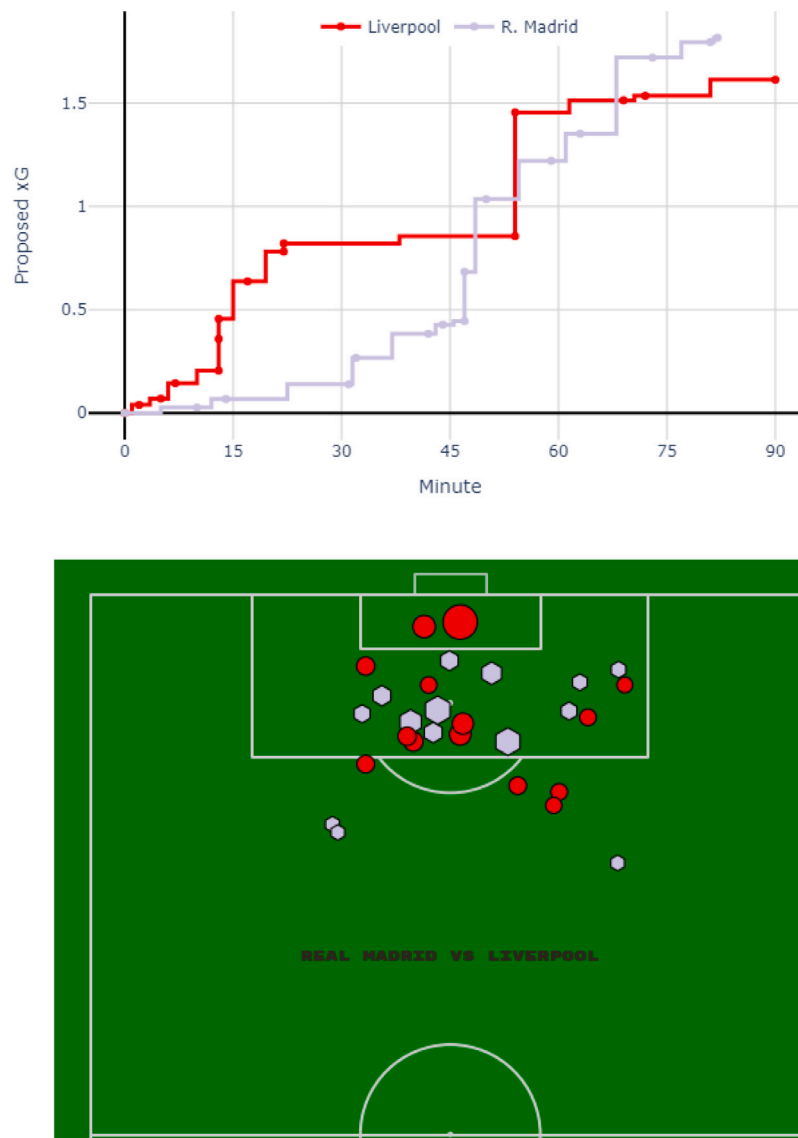 Liverpool R. Madrid
1.5
1
0.5
0
Proposed xG
0 15 30 45 60 75 90
Minute
REAL MADRID VS LIVERPOOL